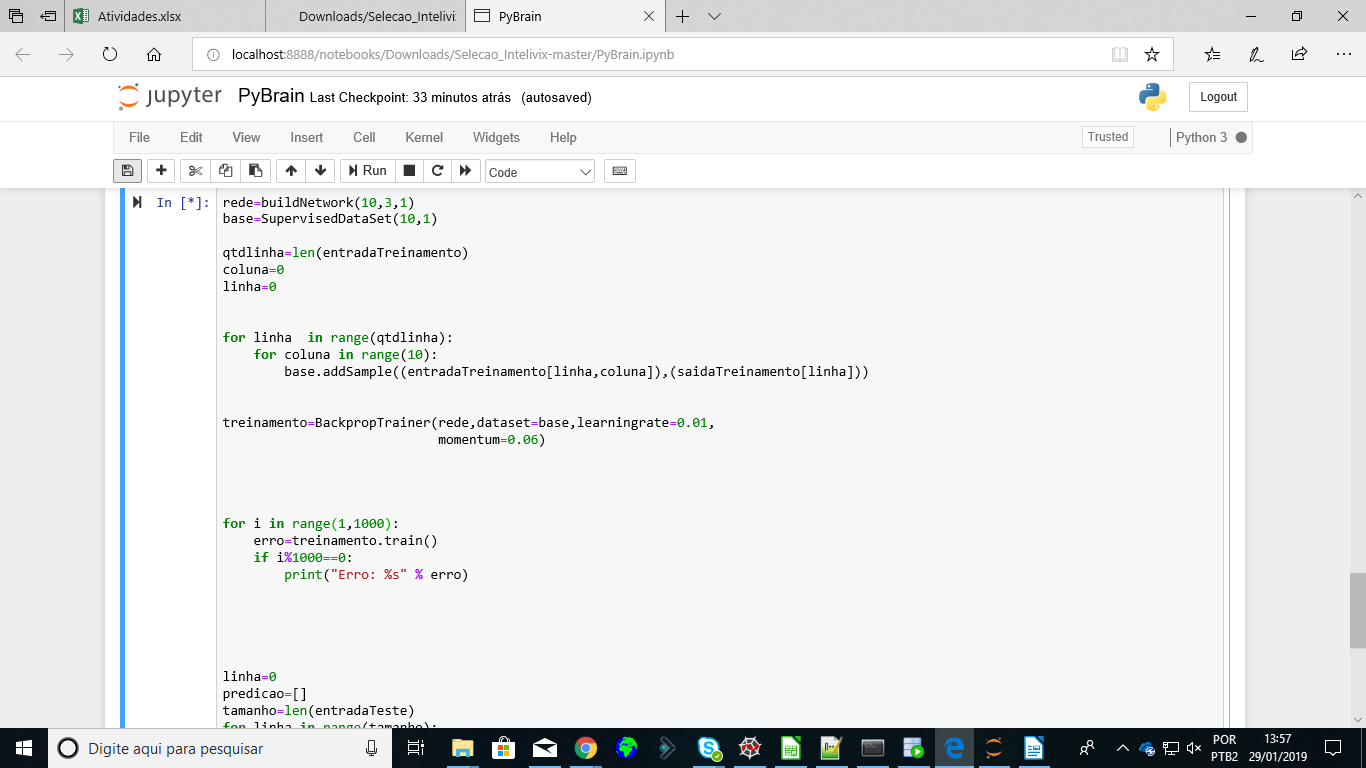 Atividades.xlsx
Downloads/Selecao_Intelivi
PyBrain
localhost:8888/notebooks/Downloads/Selecao_Intelivix-master/PyBrain.ipynb
jupyter PyBrain Last Checkpoint: 33 minutos atrás (autosaved)
Logout
File Edit View Insert Cell Kernel Widgets Help
Trusted
Python 3
Run
Code
In [*]:
rede=buildNetwork(10,3,1)
base=SupervisedDataSet(10,1)
qtdlinha=len(entradaTreinamento)
coluna=0
linha=0
for linha  in range(qtdlinha):
    for coluna in range(10):
        base.addSample((entradaTreinamento[linha,coluna]),(saidaTreinamento[linha]))
treinamento=BackpropTrainer(rede,dataset=base,learningrate=0.01,
                            momentum=0.06)
for i in range(1,1000):
    erro=treinamento.train()
    if i%1000==0:
        print("Erro: %s" % erro)
linha=0
predicao=[]
tamanho=len(entradaTeste)
for linha in range(tamanho):
Digite aqui para pesquisar
POR
PTB2
13:57
29/01/2019